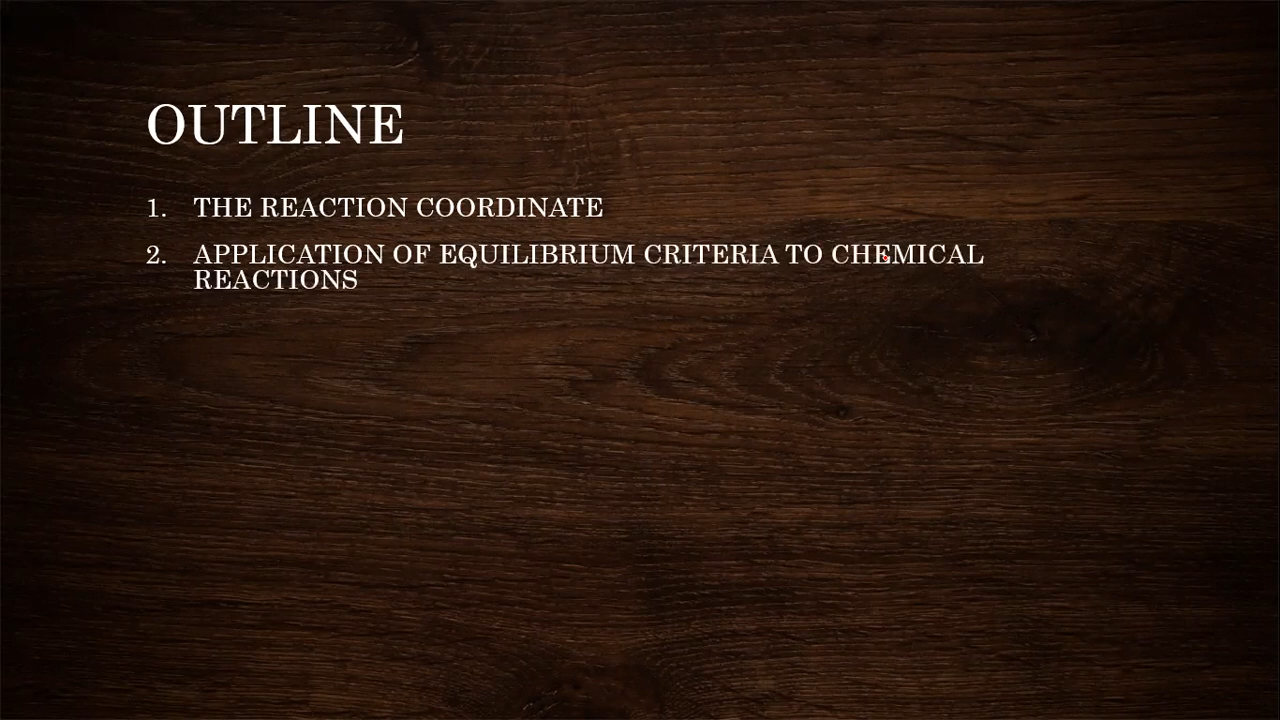 OUTLINE
1. THE REACTION COORDINATE
2. APPLICATION OF EQUILIBRIUM CRITERIA TO CHEMICAL
REACTIONS